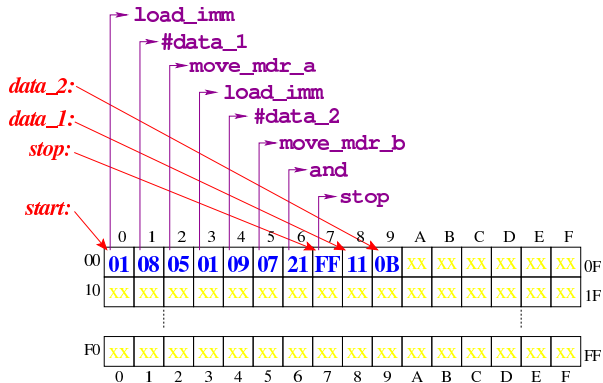 load_imm
#data_1
move_mdr_a
data_2: load_imm
data_1: #data_2
stop: move_mdr_b
and
stop
start:
0 1 2 3 4 5 6 7 8 9 A B C D E F
00 01 08 05 01 09 07 21 FF 11 0B xx xx xx xx xx xx 0F
10 xx xx xx xx xx xx xx xx xx xx xx xx xx xx xx xx 1F
F0 xx xx xx xx xx xx xx xx xx xx xx xx xx xx xx xx FF
0 1 2 3 4 5 6 7 8 9 A B C D E F